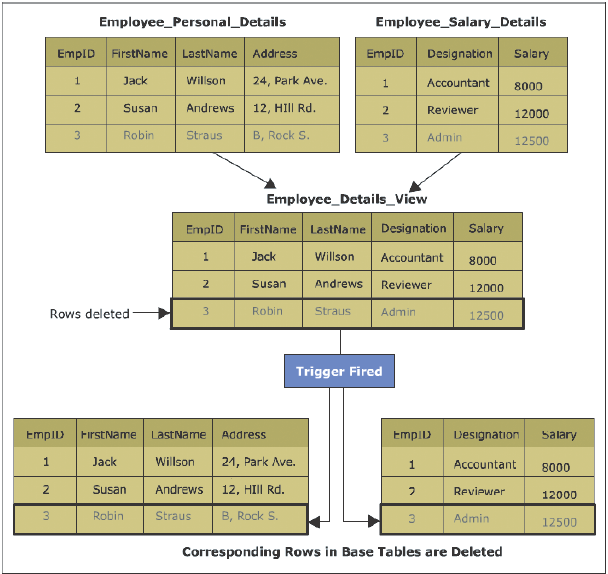 Employee_Personal_Details
EmpID FirstName LastName Address
1 Jack Willson 24, Park Ave.
2 Susan Andrews 12, HIll Rd.
3 Robin Straus B, Rock S.
Employee_Salary_Details
EmpID Designation Salary
1 Accountant 8000
2 Reviewer 12000
3 Admin 12500
Employee_Details_View
EmpID FirstName LastName Designation Salary
1 Jack Willson Accountant 8000
2 Susan Andrews Reviewer 12000
Rows deleted
3 Robin Straus Admin 12500
Trigger Fired
EmpID FirstName LastName Address
1 Jack Willson 24, Park Ave.
2 Susan Andrews 12, HIll Rd.
3 Robin Straus B, Rock S.
EmpID Designation Salary
1 Accountant 8000
2 Reviewer 12000
3 Admin 12500
Corresponding Rows in Base Tables are Deleted